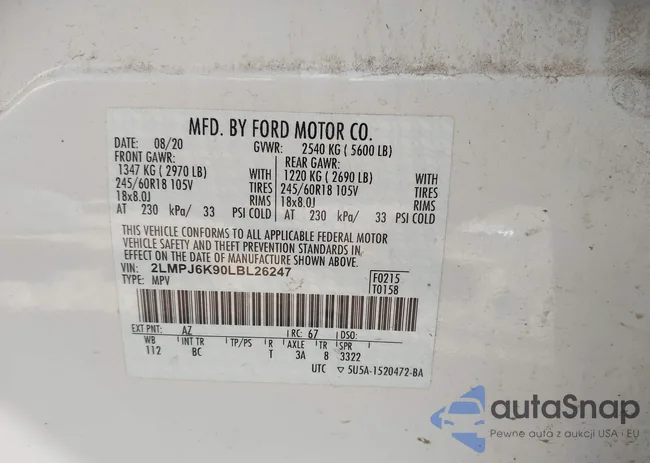 MFD. BY FORD MOTOR CO.
DATE: 08/20 GVWR: 2540 KG ( 5600 LB)
FRONT GAWR: REAR GAWR:
1347 KG ( 2970 LB) WITH 1220 KG ( 2690 LB) WITH
245/60R18 105V TIRES 245/60R18 105V TIRES
18x8.0J RIMS 18x8.0J RIMS
AT 230 kPa/ 33 PSI COLD AT 230 kPa/ 33 PSI COLD
THIS VEHICLE CONFORMS TO ALL APPLICABLE FEDERAL MOTOR
VEHICLE SAFETY AND THEFT PREVENTION STANDARDS IN
EFFECT ON THE DATE OF MANUFACTURE SHOWN ABOVE.
VIN: 2LMPJ6K90LBL26247 F0215
TYPE: MPV T0158
EXT PNT: AZ RC: 67 DSO:
WB INT TR TP/PS R AXLE TR SPR
112 BC T 3A 8 3322
UTC ▽ 5U5A-1520472-BA
autoSnap
Pewne auta z aukcji USA · EU